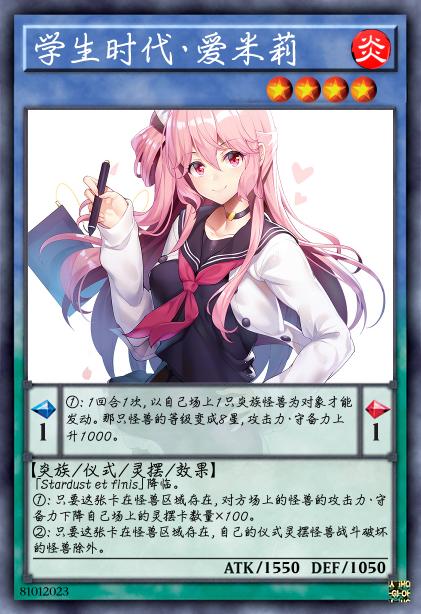 学生时代·爱米莉
炎
①：1回合1次，以自己场上1只炎族怪兽为对象才能
发动。那只怪兽的等级变成8星，攻击力·守备力上
升1000。
1
1
【炎族/仪式/灵摆/效果】
「Stardust et finis」降临。
①：只要这张卡在怪兽区域存在，对方场上的怪兽的攻击力·守
备力下降自己场上的灵摆卡数量×100。
②：只要这张卡在怪兽区域存在，自己的仪式灵摆怪兽战斗破坏
的怪兽除外。
ATK/1550 DEF/1050
81012023